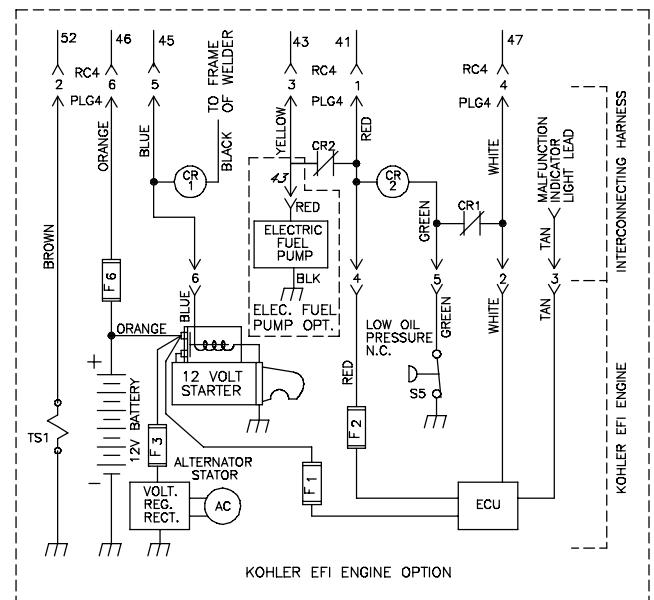 52
46
45
43
41
47
RC4
RC4
RC4
2
6
5
3
1
4
PLG4
PLG4
PLG4
TO FRAME
OF WELDER
BLACK
ORANGE
BLUE
YELLOW
RED
WHITE
CR2
CR
1
CR
2
CR1
43
RED
ELECTRIC
FUEL
PUMP
BLK
ELEC. FUEL
PUMP OPT.
GREEN
MALFUNCTION
INDICATOR
LIGHT LEAD
TAN
INTERCONNECTING HARNESS
BROWN
F6
6
4
5
2
3
BLUE
ORANGE
GREEN
WHITE
TAN
LOW OIL
PRESSURE
N.C.
RED
S5
+
12V BATTERY
–
12 VOLT
STARTER
TS1
F3
F2
F1
ALTERNATOR
STATOR
VOLT.
REG.
RECT.
AC
ECU
KOHLER EFI ENGINE
KOHLER EFI ENGINE OPTION